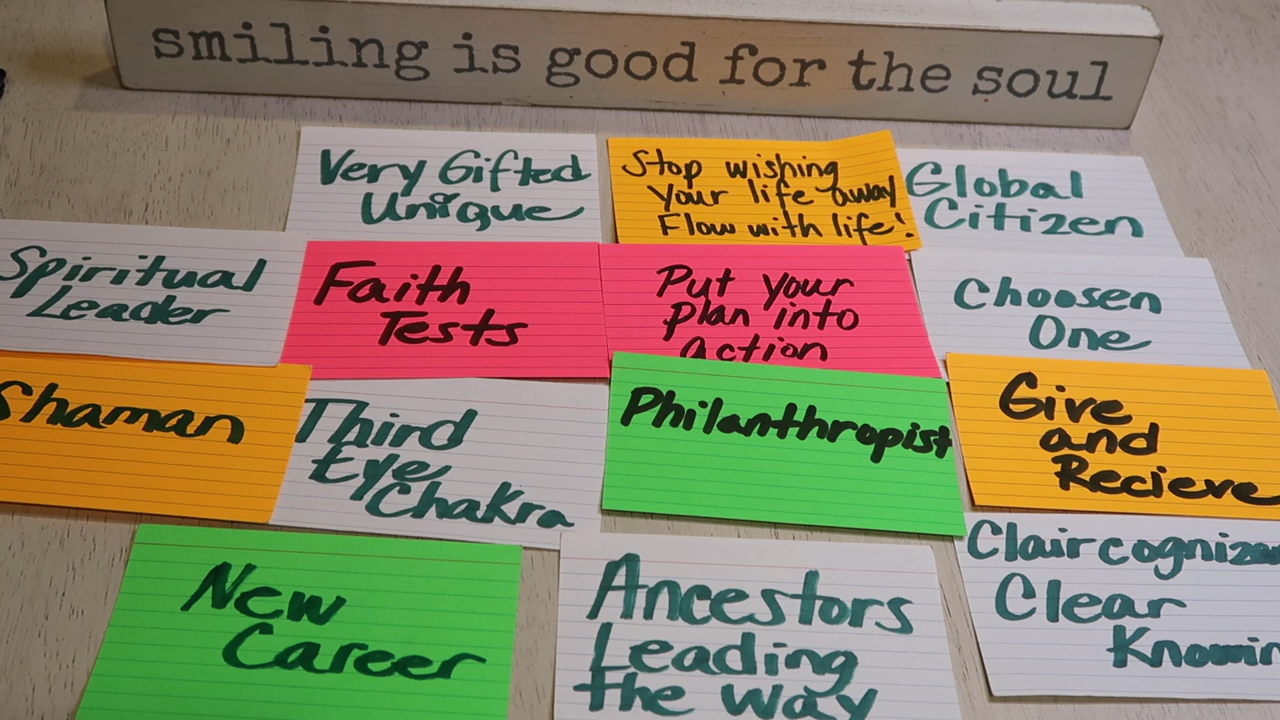 smiling is good for the soul
Very Gifted
Unique
Stop wishing
your life away
Flow with life!
Global
Citizen
Spiritual
Leader
Faith
Tests
Put your
plan into
action
Choosen
One
Shaman
Third
Eye
Chakra
Philanthropist
Give
and
Recieve
New
Career
Ancestors
Leading
the way
Clear